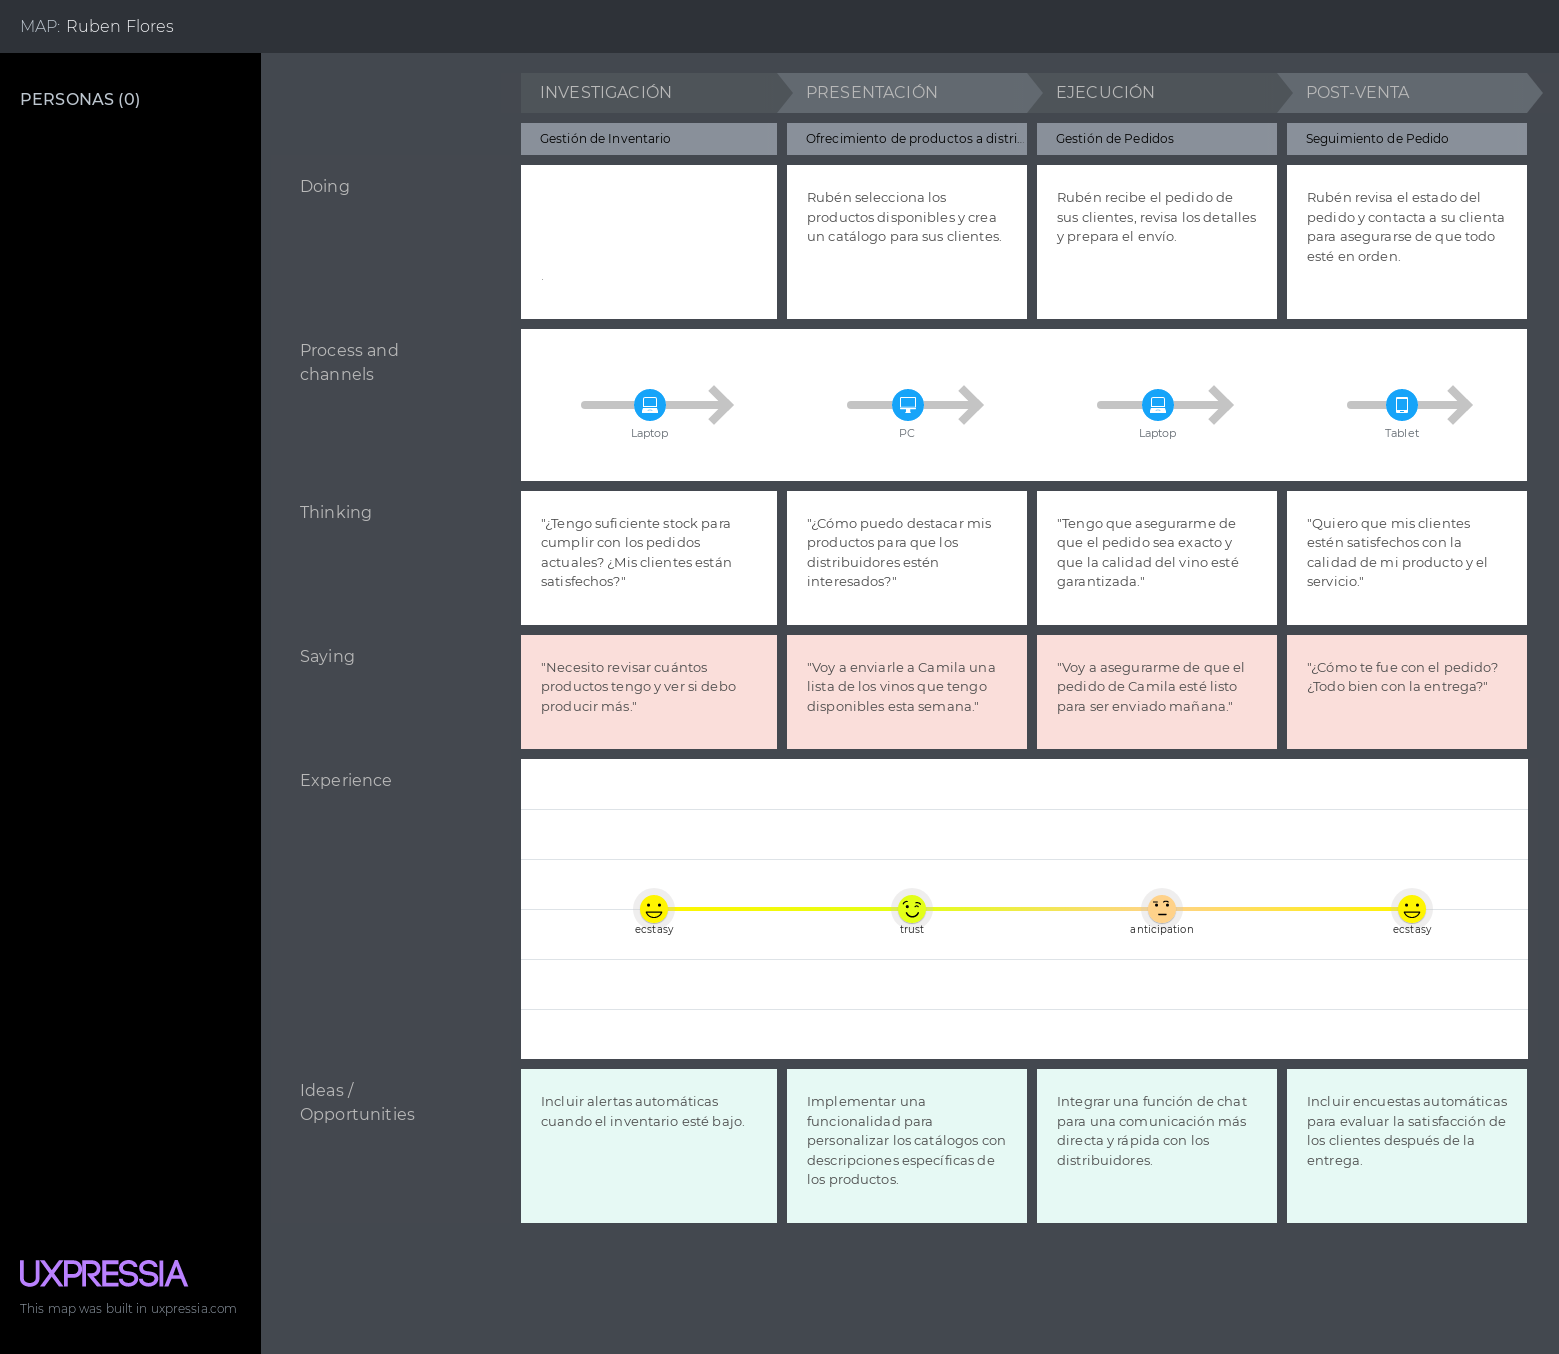 MAP: Ruben Flores
PERSONAS (0)
INVESTIGACIÓN
PRESENTACIÓN
EJECUCIÓN
POST-VENTA
Gestión de Inventario
Ofrecimiento de productos a distri...
Gestión de Pedidos
Seguimiento de Pedido
Doing
.
Rubén selecciona los
productos disponibles y crea
un catálogo para sus clientes.
Rubén recibe el pedido de
sus clientes, revisa los detalles
y prepara el envío.
Rubén revisa el estado del
pedido y contacta a su clienta
para asegurarse de que todo
esté en orden.
Process and
channels
Laptop
PC
Laptop
Tablet
Thinking
"¿Tengo suficiente stock para
cumplir con los pedidos
actuales? ¿Mis clientes están
satisfechos?"
"¿Cómo puedo destacar mis
productos para que los
distribuidores estén
interesados?"
"Tengo que asegurarme de
que el pedido sea exacto y
que la calidad del vino esté
garantizada."
"Quiero que mis clientes
estén satisfechos con la
calidad de mi producto y el
servicio."
Saying
"Necesito revisar cuántos
productos tengo y ver si debo
producir más."
"Voy a enviarle a Camila una
lista de los vinos que tengo
disponibles esta semana."
"Voy a asegurarme de que el
pedido de Camila esté listo
para ser enviado mañana."
"¿Cómo te fue con el pedido?
¿Todo bien con la entrega?"
Experience
ecstasy
trust
anticipation
ecstasy
Ideas /
Opportunities
Incluir alertas automáticas
cuando el inventario esté bajo.
Implementar una
funcionalidad para
personalizar los catálogos con
descripciones específicas de
los productos.
Integrar una función de chat
para una comunicación más
directa y rápida con los
distribuidores.
Incluir encuestas automáticas
para evaluar la satisfacción de
los clientes después de la
entrega.
UXPRESSIA
This map was built in uxpressia.com